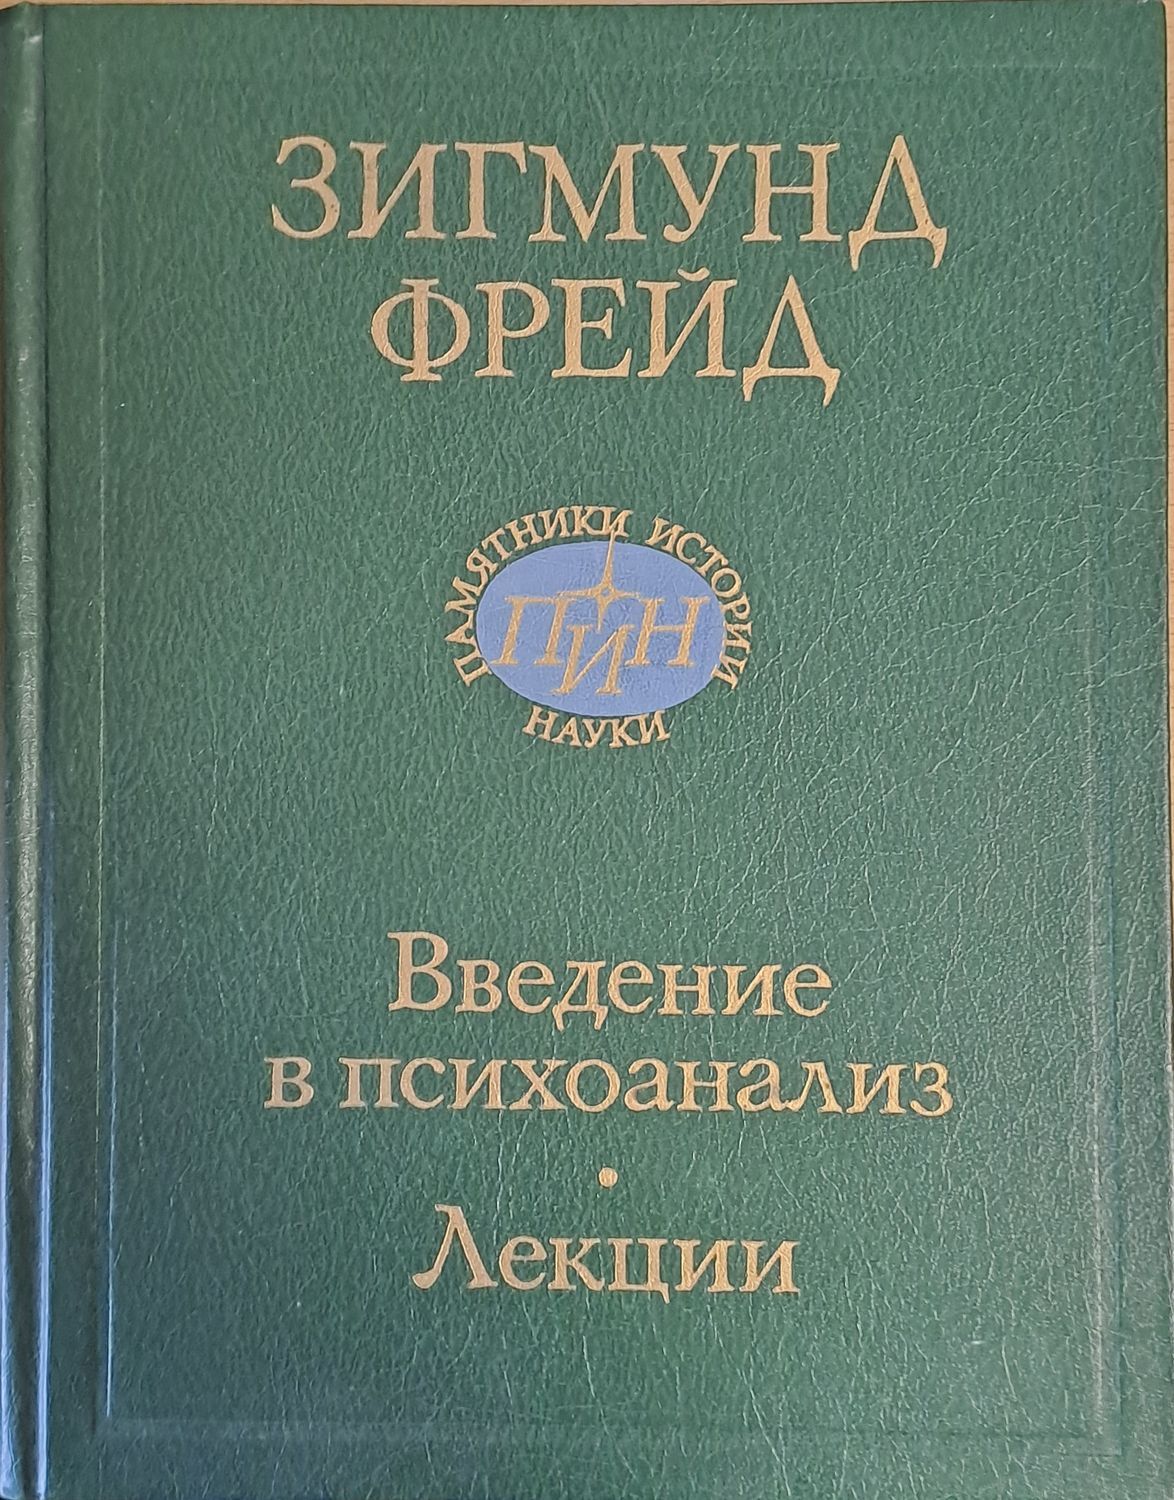 ЗИГМУНД
ФРЕЙД
ПАМЯТНИКИ ИСТОРИИ
ПИН
НАУКИ
Введение
в психоанализ
•
Лекции